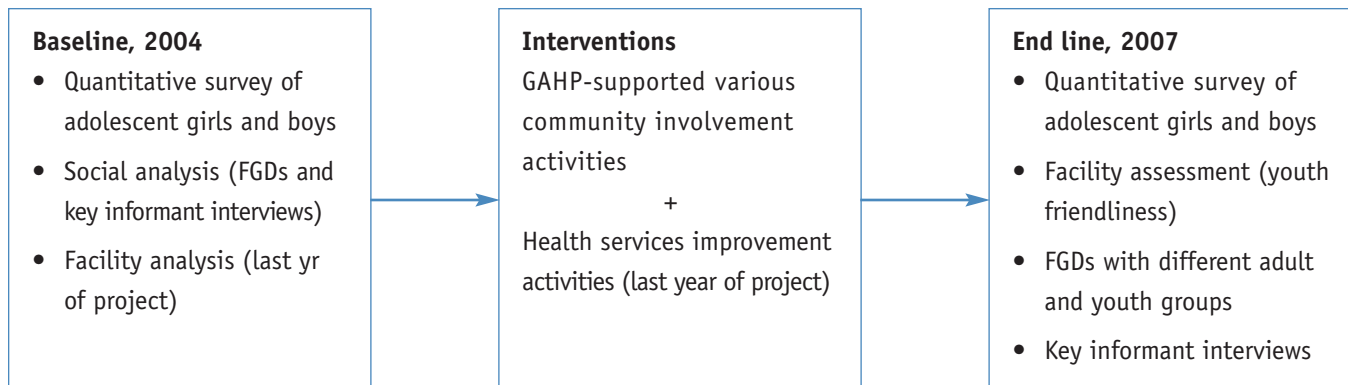 Baseline, 2004
• Quantitative survey of
adolescent girls and boys
• Social analysis (FGDs and
key informant interviews)
• Facility analysis (last yr
of project)
Interventions
GAHP-supported various
community involvement
activities
+
Health services improvement
activities (last year of project)
End line, 2007
• Quantitative survey of
adolescent girls and boys
• Facility assessment (youth
friendliness)
• FGDs with different adult
and youth groups
• Key informant interviews